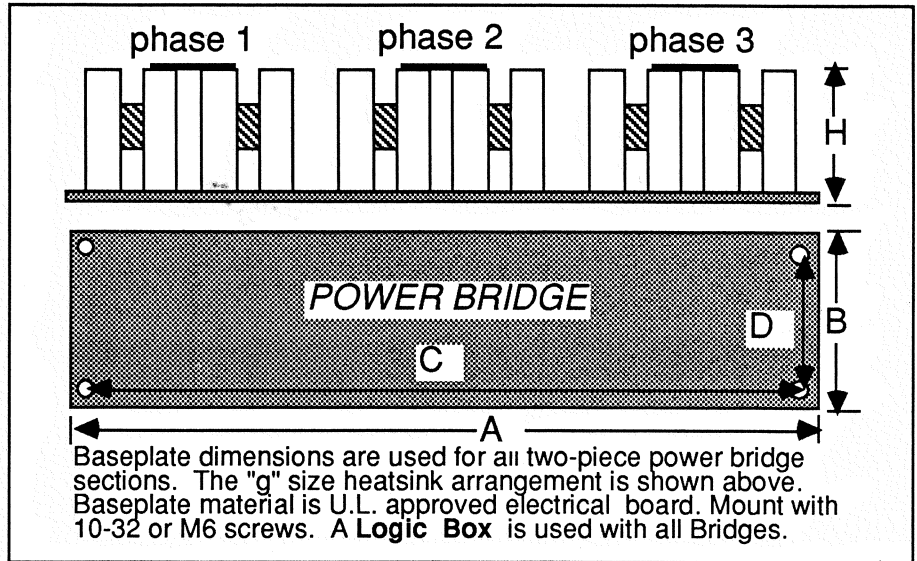 phase 1 phase 2 phase 3
H
POWER BRIDGE
D B
C
A
Baseplate dimensions are used for all two-piece power bridge
sections. The "g" size heatsink arrangement is shown above.
Baseplate material is U.L. approved electrical board. Mount with
10-32 or M6 screws. A Logic Box is used with all Bridges.